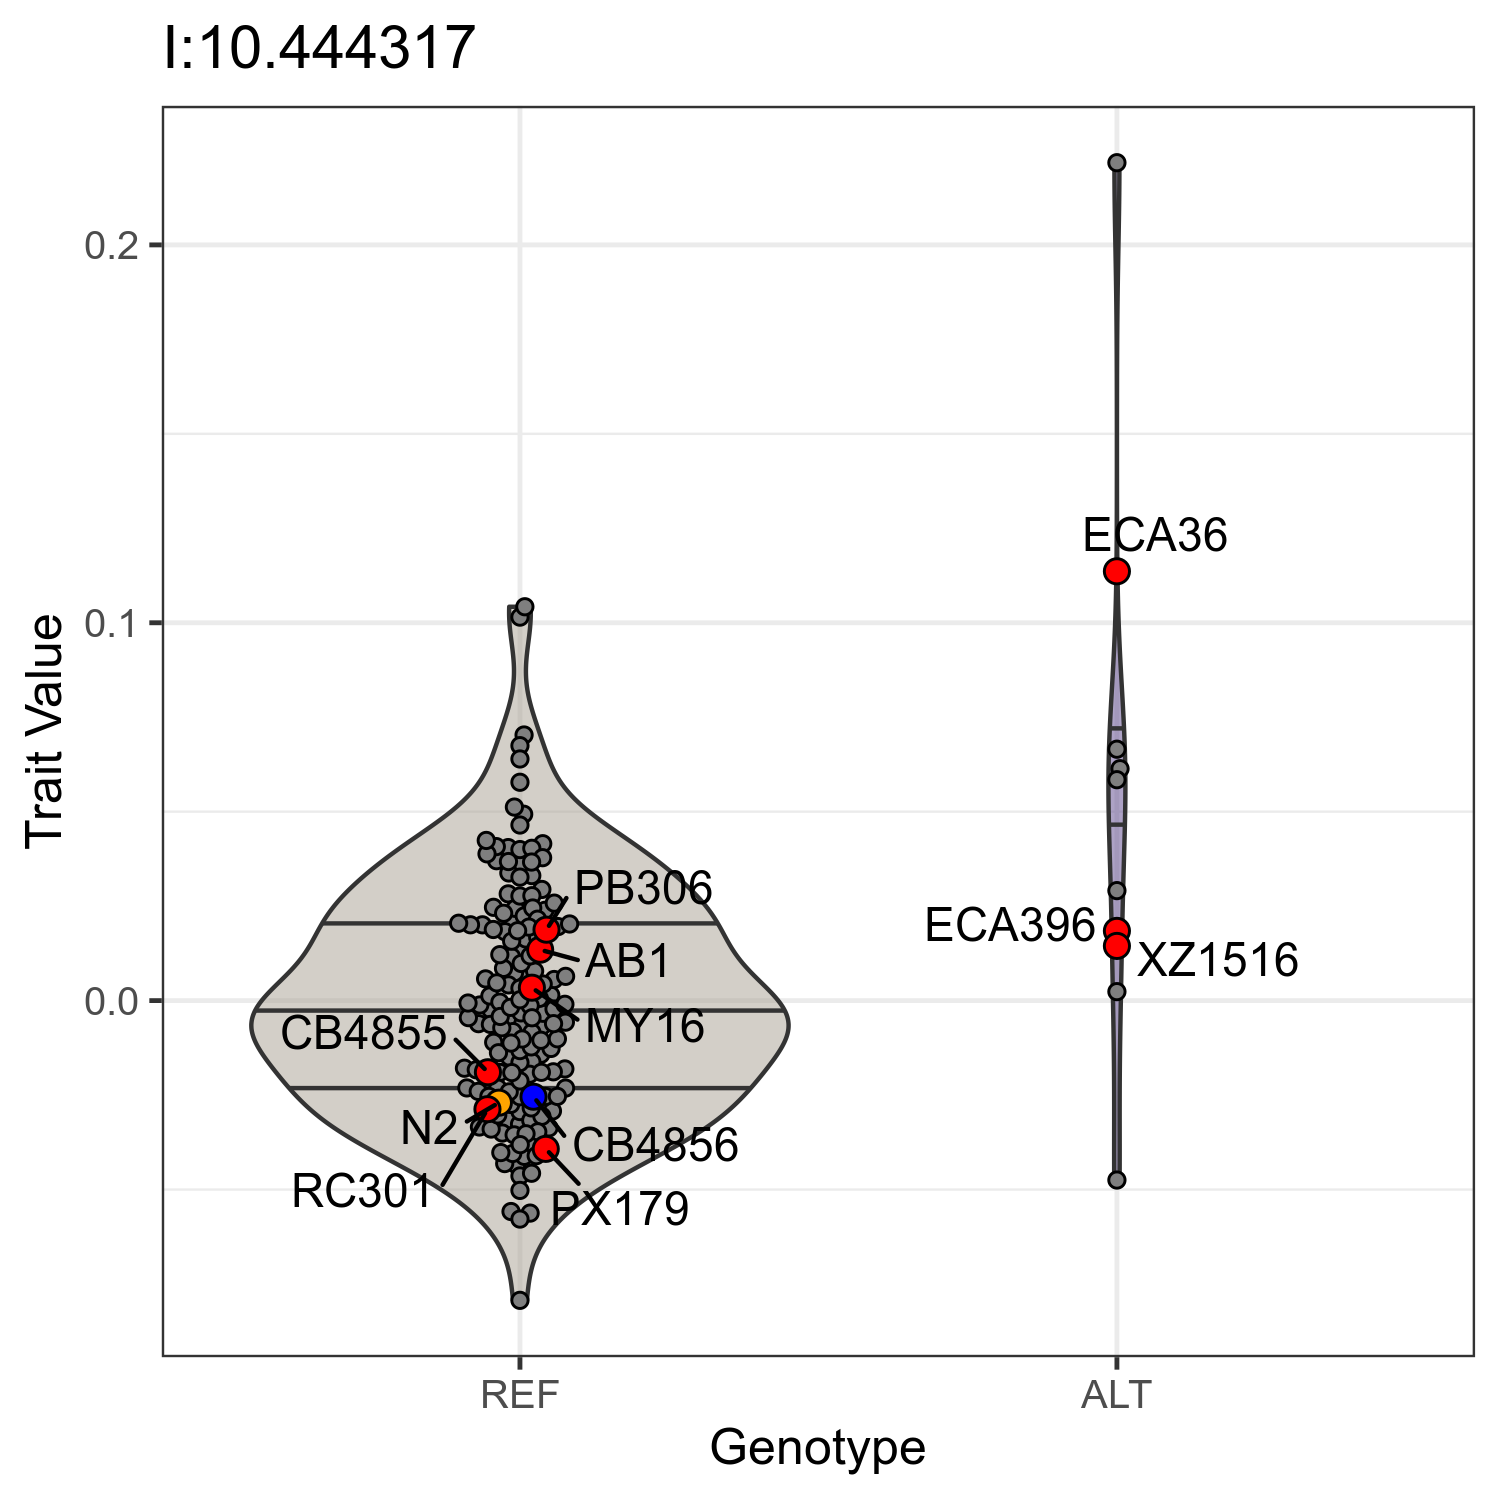 I:10.444317
0.2
ECA36
0.1
Trait Value
PB306
ECA396
AB1
XZ1516
0.0
MY16
CB4855
N2
CB4856
RC301
PX179
REF
ALT
Genotype